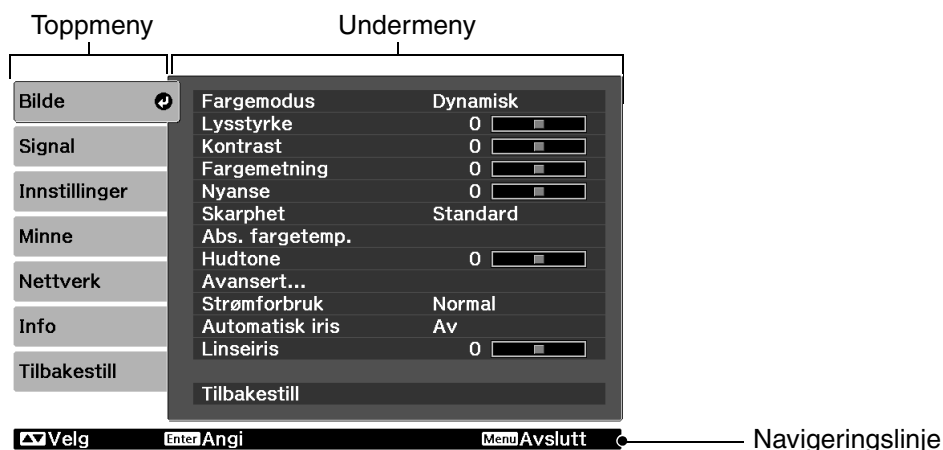 Toppmeny Undermeny
Bilde
Signal
Innstillinger
Minne
Nettverk
Info
Tilbakestill
Fargemodus Dynamisk
Lysstyrke 0
Kontrast 0
Fargemetning 0
Nyanse 0
Skarphet Standard
Abs. fargetemp.
Hudtone 0
Avansert...
Strømforbruk Normal
Automatisk iris Av
Linseiris 0
Tilbakestill
Velg Enter Angi Menu Avslutt
Navigeringslinje